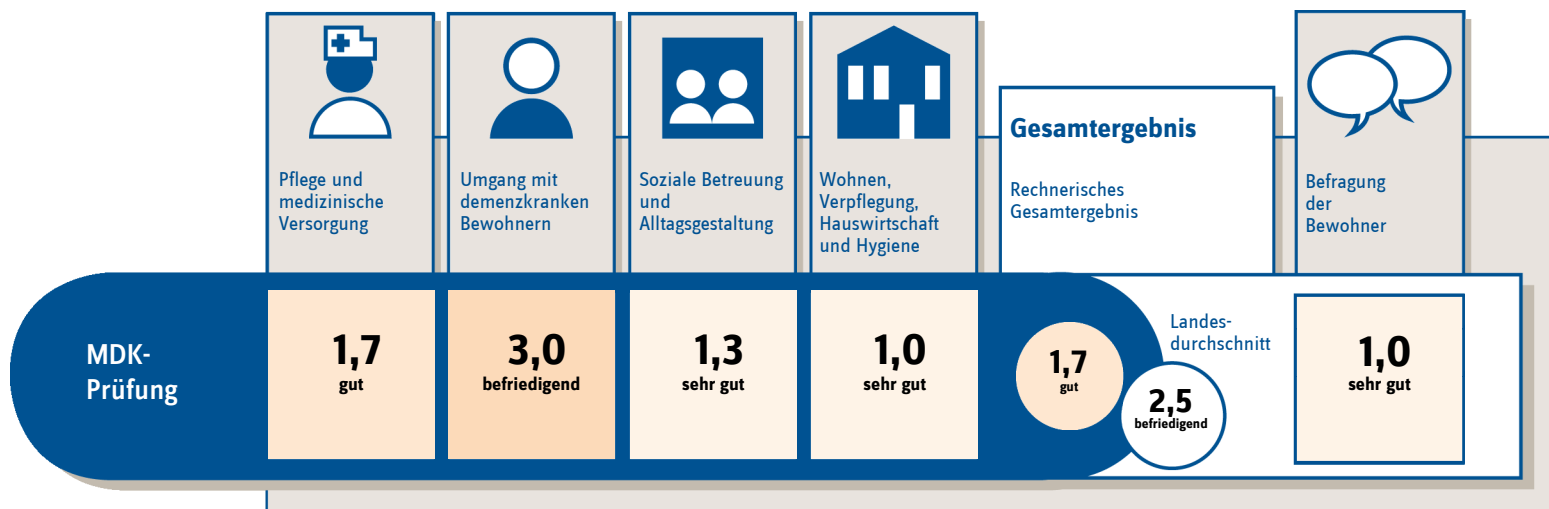 Pflege und
medizinische
Versorgung
Umgang mit
demenzkranken
Bewohnern
Soziale Betreuung
und
Alltagsgestaltung
Wohnen,
Verpflegung,
Hauswirtschaft
und Hygiene
Gesamtergebnis
Rechnerisches
Gesamtergebnis
Befragung
der
Bewohner
MDK-
Prüfung
1,7
gut
3,0
befriedigend
1,3
sehr gut
1,0
sehr gut
1,7
gut
Landes-
durchschnitt
2,5
befriedigend
1,0
sehr gut